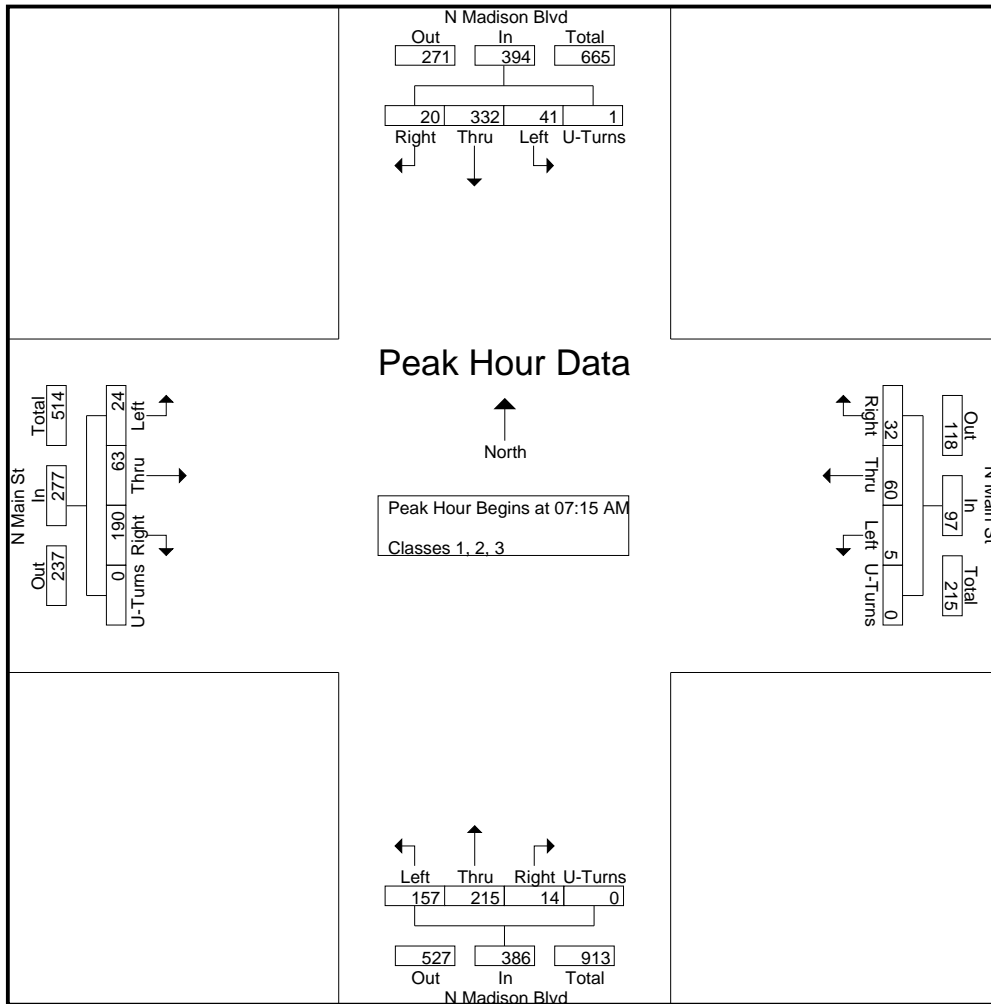 N Madison Blvd
Out In Total
271 394 665
20 332 41 1
Right Thru Left U-Turns
Peak Hour Data
North
Peak Hour Begins at 07:15 AM
Classes 1, 2, 3
N Main St
Out In Total
237 277 514
U-Turns Right Thru Left
0 190 63 24
N Main St
Out In Total
118 97 215
Right Thru Left U-Turns
32 60 5 0
Left Thru Right U-Turns
157 215 14 0
527 386 913
Out In Total
N Madison Blvd